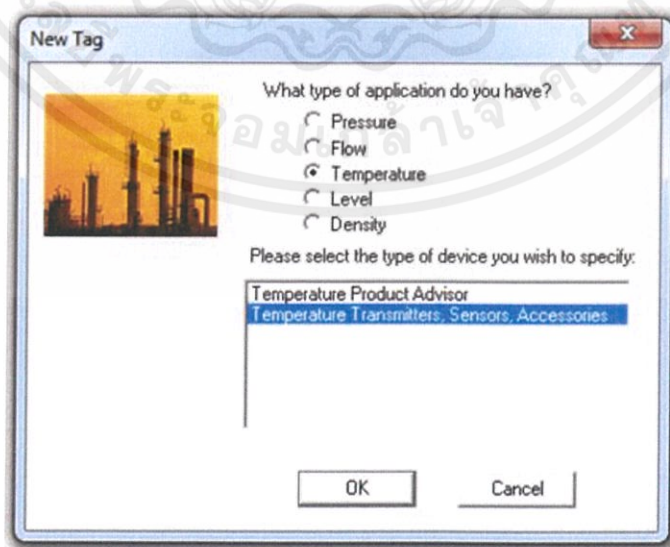 New Tag
What type of application do you have?
Pressure
Flow
Temperature
Level
Density
Please select the type of device you wish to specify:
Temperature Product Advisor
Temperature Transmitters, Sensors, Accessories
OK
Cancel